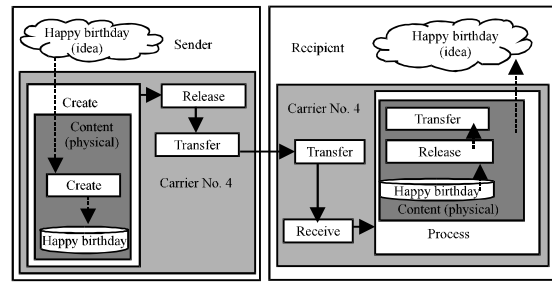 Happy birthday
(idea)
Sender
Create
Content
(physical)
Create
Happy birthday
Release
Transfer
Carrier No. 4
Recipient
Happy birthday
(idea)
Carrier No. 4
Transfer
Receive
Transfer
Release
Happy birthday
Content (physical)
Process